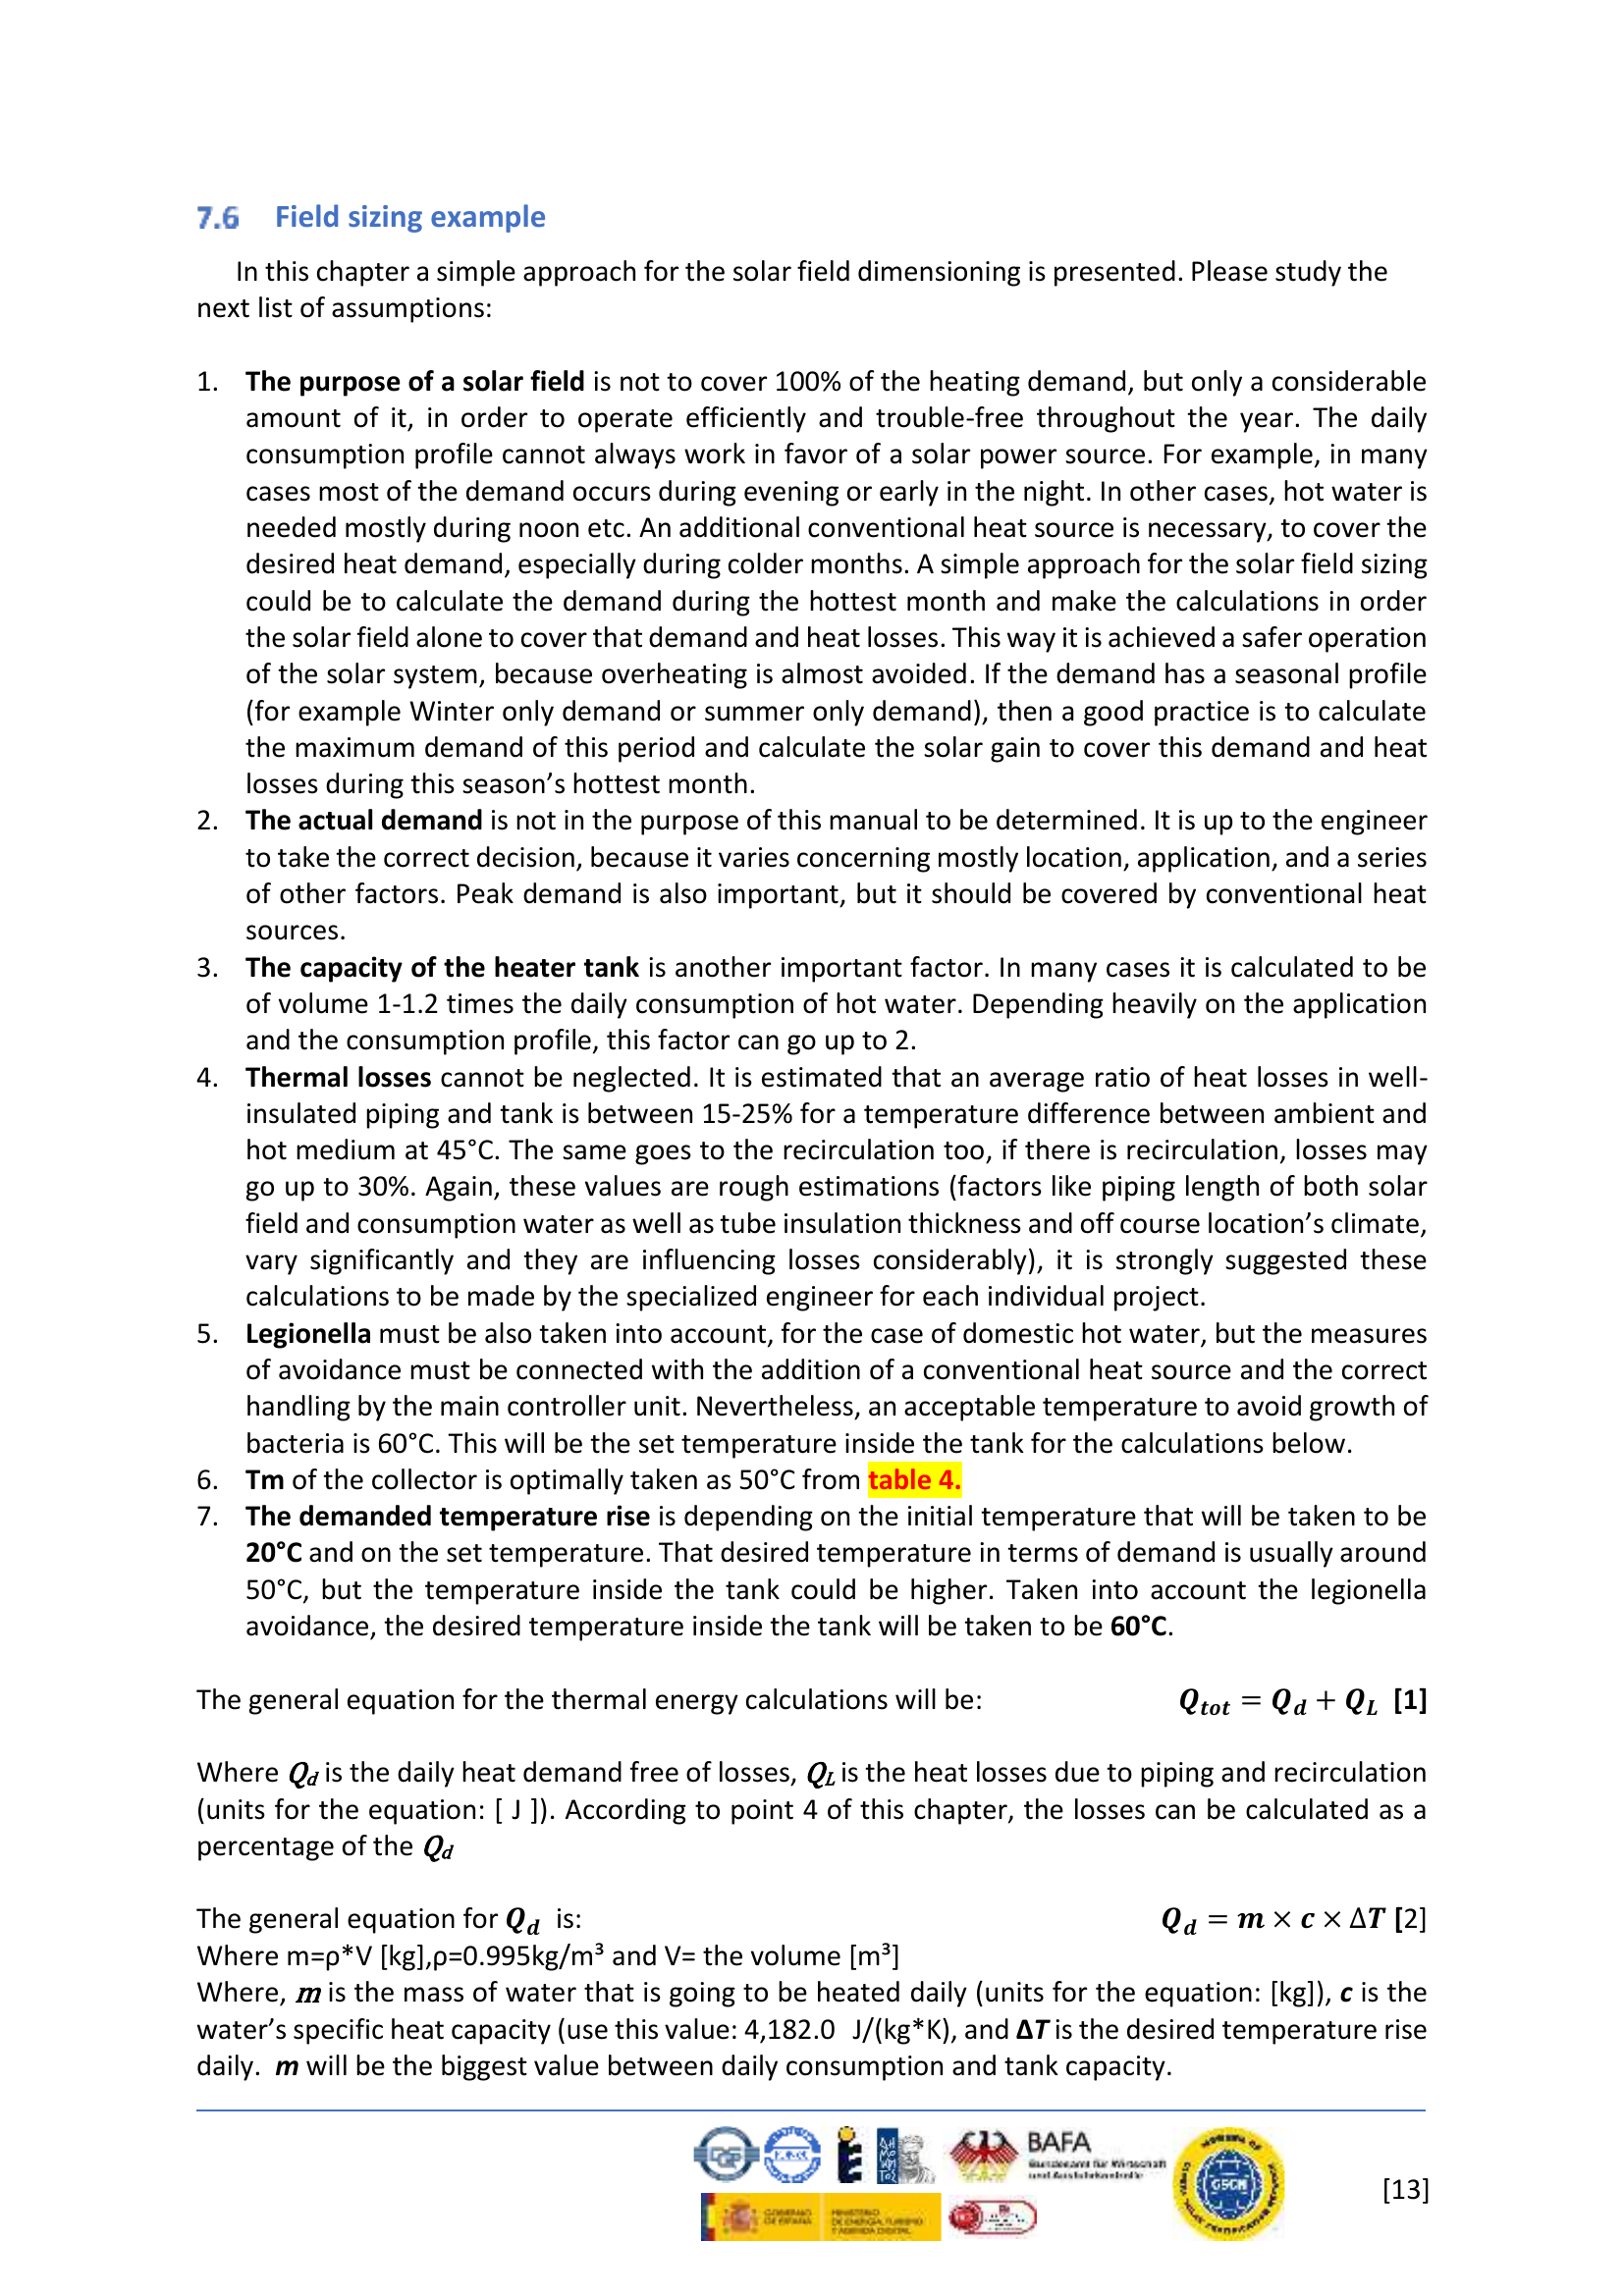 7.6 Field sizing example
In this chapter a simple approach for the solar field dimensioning is presented. Please study the
next list of assumptions:
1. The purpose of a solar field is not to cover 100% of the heating demand, but only a considerable
amount of it, in order to operate efficiently and trouble-free throughout the year. The daily
consumption profile cannot always work in favor of a solar power source. For example, in many
cases most of the demand occurs during evening or early in the night. In other cases, hot water is
needed mostly during noon etc. An additional conventional heat source is necessary, to cover the
desired heat demand, especially during colder months. A simple approach for the solar field sizing
could be to calculate the demand during the hottest month and make the calculations in order
the solar field alone to cover that demand and heat losses. This way it is achieved a safer operation
of the solar system, because overheating is almost avoided. If the demand has a seasonal profile
(for example Winter only demand or summer only demand), then a good practice is to calculate
the maximum demand of this period and calculate the solar gain to cover this demand and heat
losses during this season’s hottest month.
2. The actual demand is not in the purpose of this manual to be determined. It is up to the engineer
to take the correct decision, because it varies concerning mostly location, application, and a series
of other factors. Peak demand is also important, but it should be covered by conventional heat
sources.
3. The capacity of the heater tank is another important factor. In many cases it is calculated to be
of volume 1-1.2 times the daily consumption of hot water. Depending heavily on the application
and the consumption profile, this factor can go up to 2.
4. Thermal losses cannot be neglected. It is estimated that an average ratio of heat losses in well-
insulated piping and tank is between 15-25% for a temperature difference between ambient and
hot medium at 45°C. The same goes to the recirculation too, if there is recirculation, losses may
go up to 30%. Again, these values are rough estimations (factors like piping length of both solar
field and consumption water as well as tube insulation thickness and off course location’s climate,
vary significantly and they are influencing losses considerably), it is strongly suggested these
calculations to be made by the specialized engineer for each individual project.
5. Legionella must be also taken into account, for the case of domestic hot water, but the measures
of avoidance must be connected with the addition of a conventional heat source and the correct
handling by the main controller unit. Nevertheless, an acceptable temperature to avoid growth of
bacteria is 60°C. This will be the set temperature inside the tank for the calculations below.
6. Tm of the collector is optimally taken as 50°C from table 4.
7. The demanded temperature rise is depending on the initial temperature that will be taken to be
20°C and on the set temperature. That desired temperature in terms of demand is usually around
50°C, but the temperature inside the tank could be higher. Taken into account the legionella
avoidance, the desired temperature inside the tank will be taken to be 60°C.
The general equation for the thermal energy calculations will be: Qtot = Qd + QL [1]
Where Qd is the daily heat demand free of losses, QL is the heat losses due to piping and recirculation
(units for the equation: [ J ]). According to point 4 of this chapter, the losses can be calculated as a
percentage of the Qd
The general equation for Qd is: Qd = m × c × ΔT [2]
Where m=ρ*V [kg],ρ=0.995kg/m³ and V= the volume [m³]
Where, m is the mass of water that is going to be heated daily (units for the equation: [kg]), c is the
water’s specific heat capacity (use this value: 4,182.0 J/(kg*K), and ΔT is the desired temperature rise
daily. m will be the biggest value between daily consumption and tank capacity.
BAFA
Bundesamt für Wirtschaft
und Ausfuhrkontrolle
GSCN
GOBIERNO
DE ESPAÑA
MINISTERIO
DE ENERGÍA, TURISMO
Y AGENDA DIGITAL
[13]